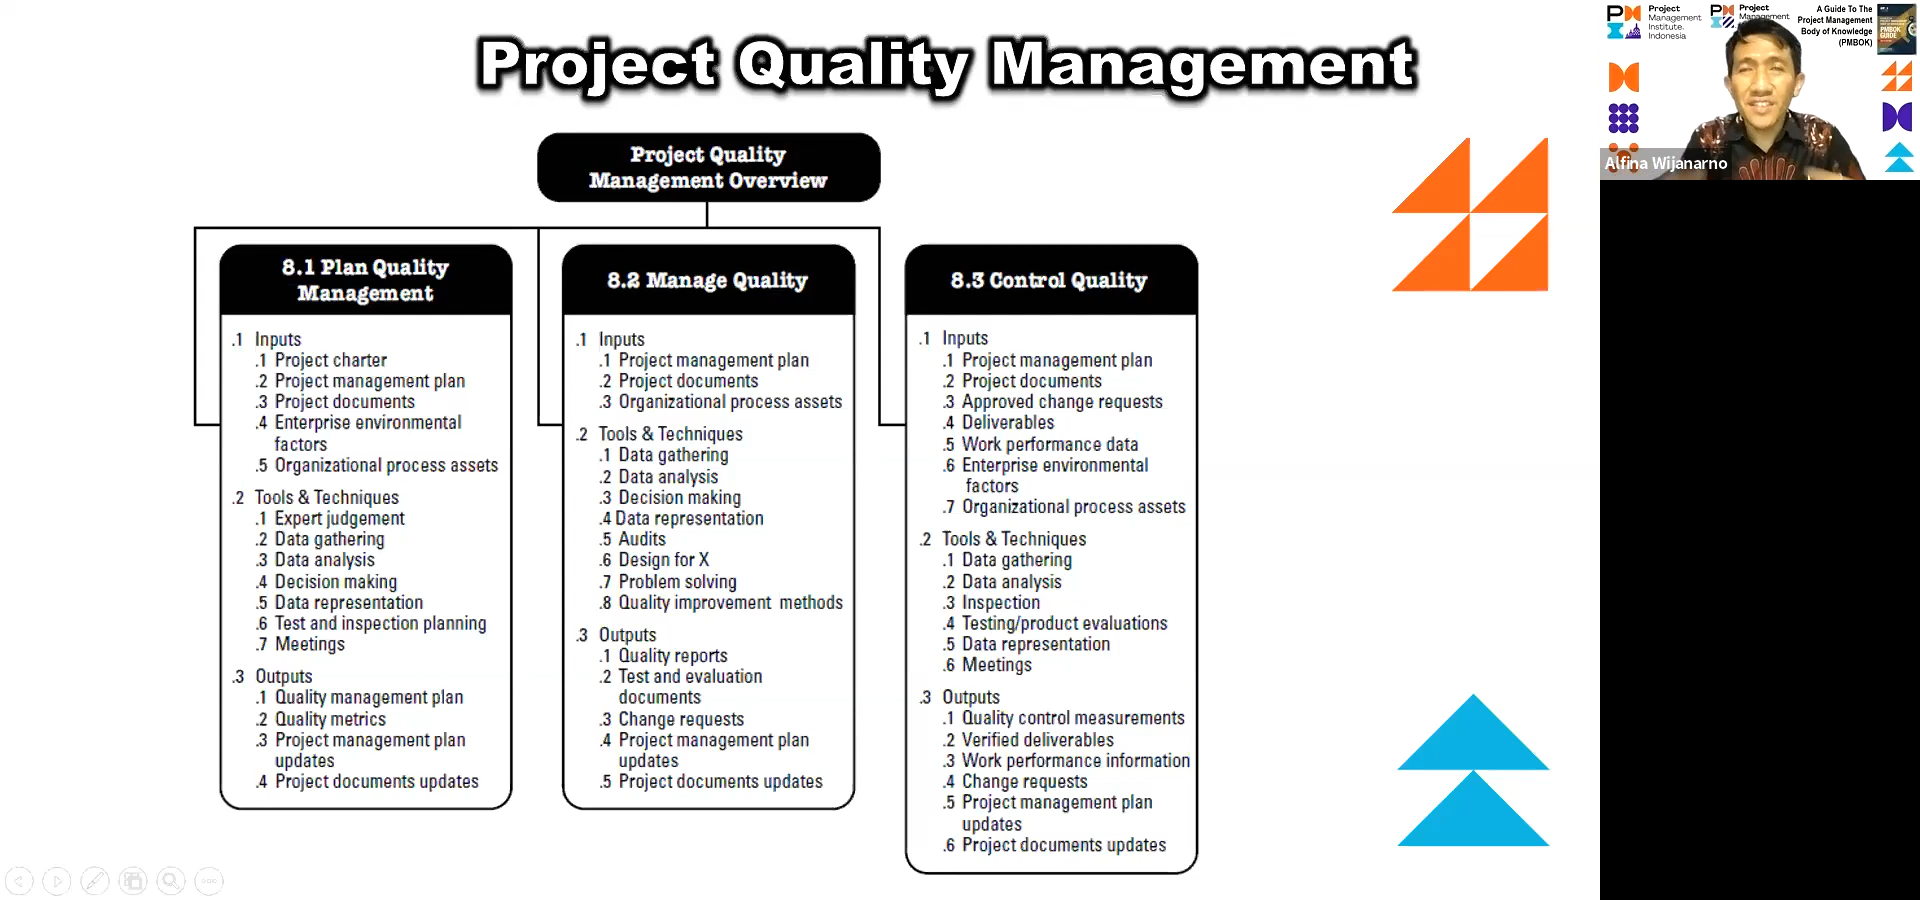 Project Quality Management
Project Quality
Management Overview
8.1 Plan Quality
Management
.1 Inputs
.1 Project charter
.2 Project management plan
.3 Project documents
.4 Enterprise environmental
factors
.5 Organizational process assets
.2 Tools & Techniques
.1 Expert judgement
.2 Data gathering
.3 Data analysis
.4 Decision making
.5 Data representation
.6 Test and inspection planning
.7 Meetings
.3 Outputs
.1 Quality management plan
.2 Quality metrics
.3 Project management plan
updates
.4 Project documents updates
8.2 Manage Quality
.1 Inputs
.1 Project management plan
.2 Project documents
.3 Organizational process assets
.2 Tools & Techniques
.1 Data gathering
.2 Data analysis
.3 Decision making
.4 Data representation
.5 Audits
.6 Design for X
.7 Problem solving
.8 Quality improvement methods
.3 Outputs
.1 Quality reports
.2 Test and evaluation
documents
.3 Change requests
.4 Project management plan
updates
.5 Project documents updates
8.3 Control Quality
.1 Inputs
.1 Project management plan
.2 Project documents
.3 Approved change requests
.4 Deliverables
.5 Work performance data
.6 Enterprise environmental
factors
.7 Organizational process assets
.2 Tools & Techniques
.1 Data gathering
.2 Data analysis
.3 Inspection
.4 Testing/product evaluations
.5 Data representation
.6 Meetings
.3 Outputs
.1 Quality control measurements
.2 Verified deliverables
.3 Work performance information
.4 Change requests
.5 Project management plan
updates
.6 Project documents updates
Project
Management
Institute.
Indonesia
Project
Management
A Guide To The
Project Management
Body of Knowledge
(PMBOK)
PMBOK
GUIDE
Alfina Wijanarno